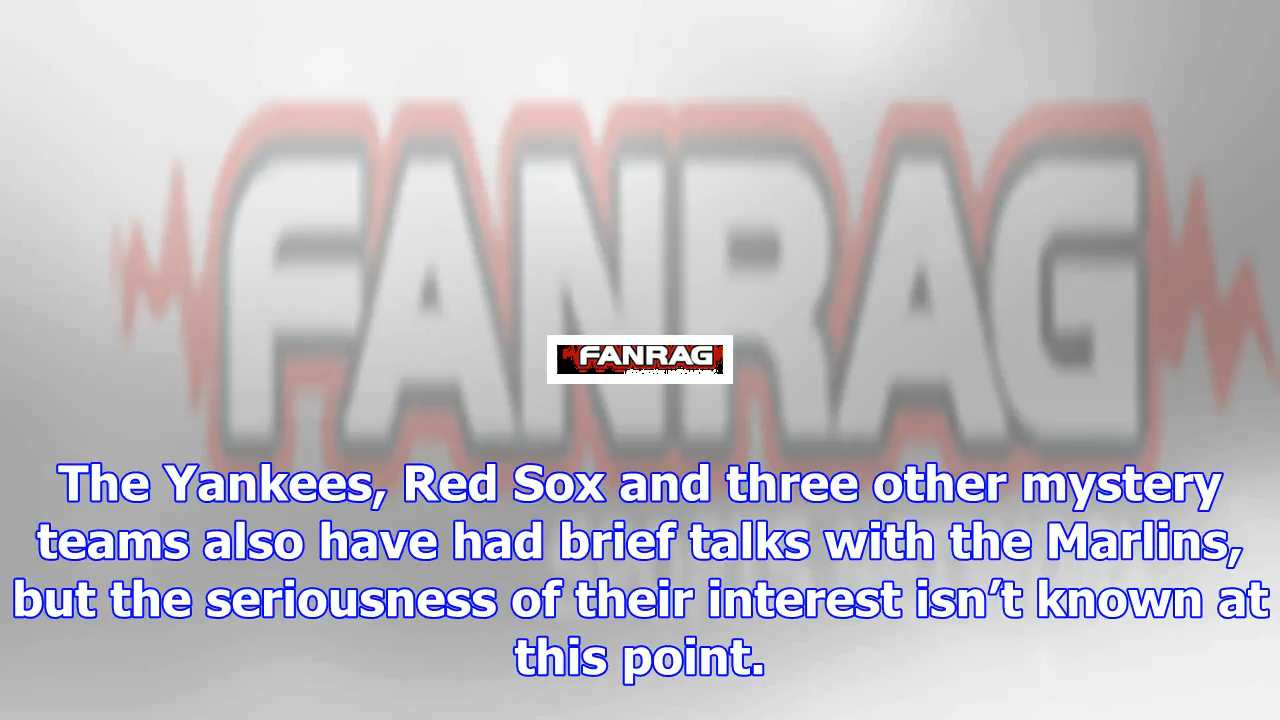 FANRAG
FANRAG
The Yankees, Red Sox and three other mystery
teams also have had brief talks with the Marlins,
but the seriousness of their interest isn’t known at
this point.